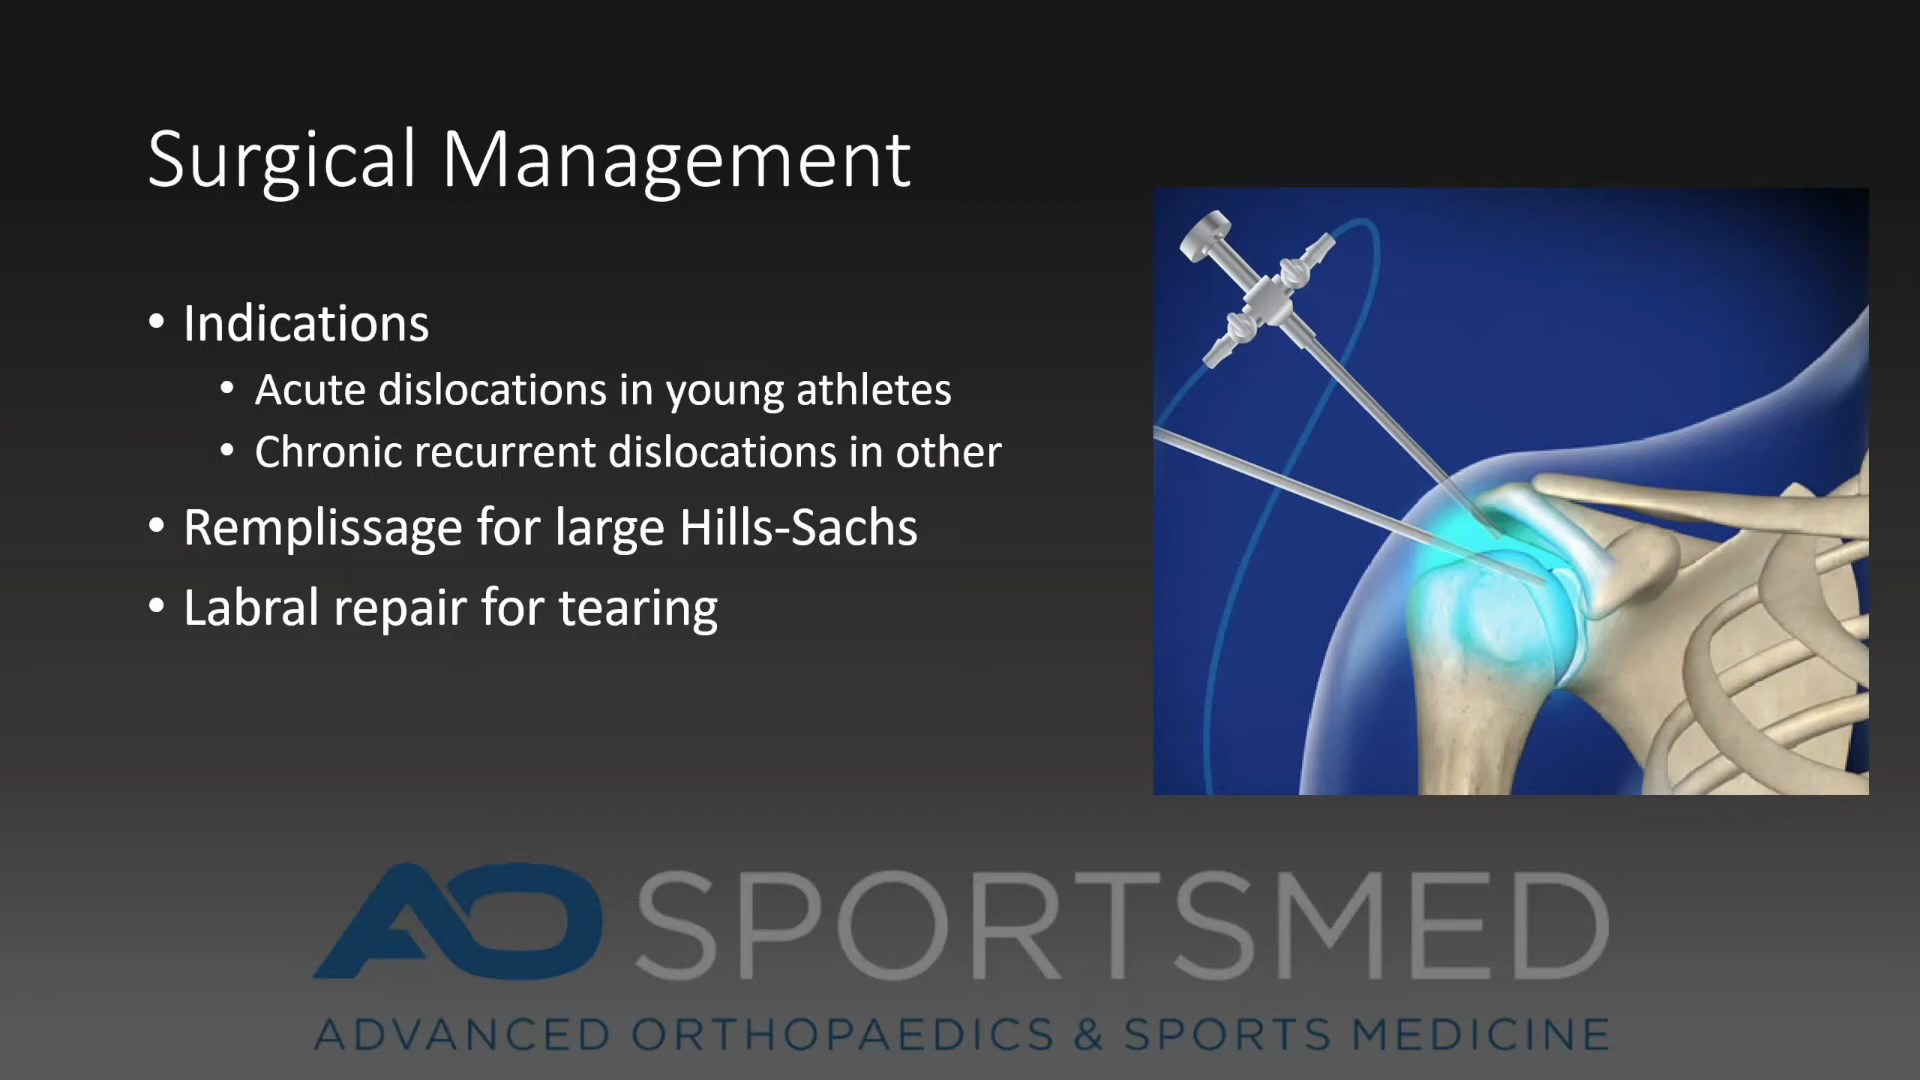 Surgical Management
• Indications
• Acute dislocations in young athletes
• Chronic recurrent dislocations in other
• Remplissage for large Hills-Sachs
• Labral repair for tearing
AO SPORTSMED
ADVANCED ORTHOPAEDICS & SPORTS MEDICINE